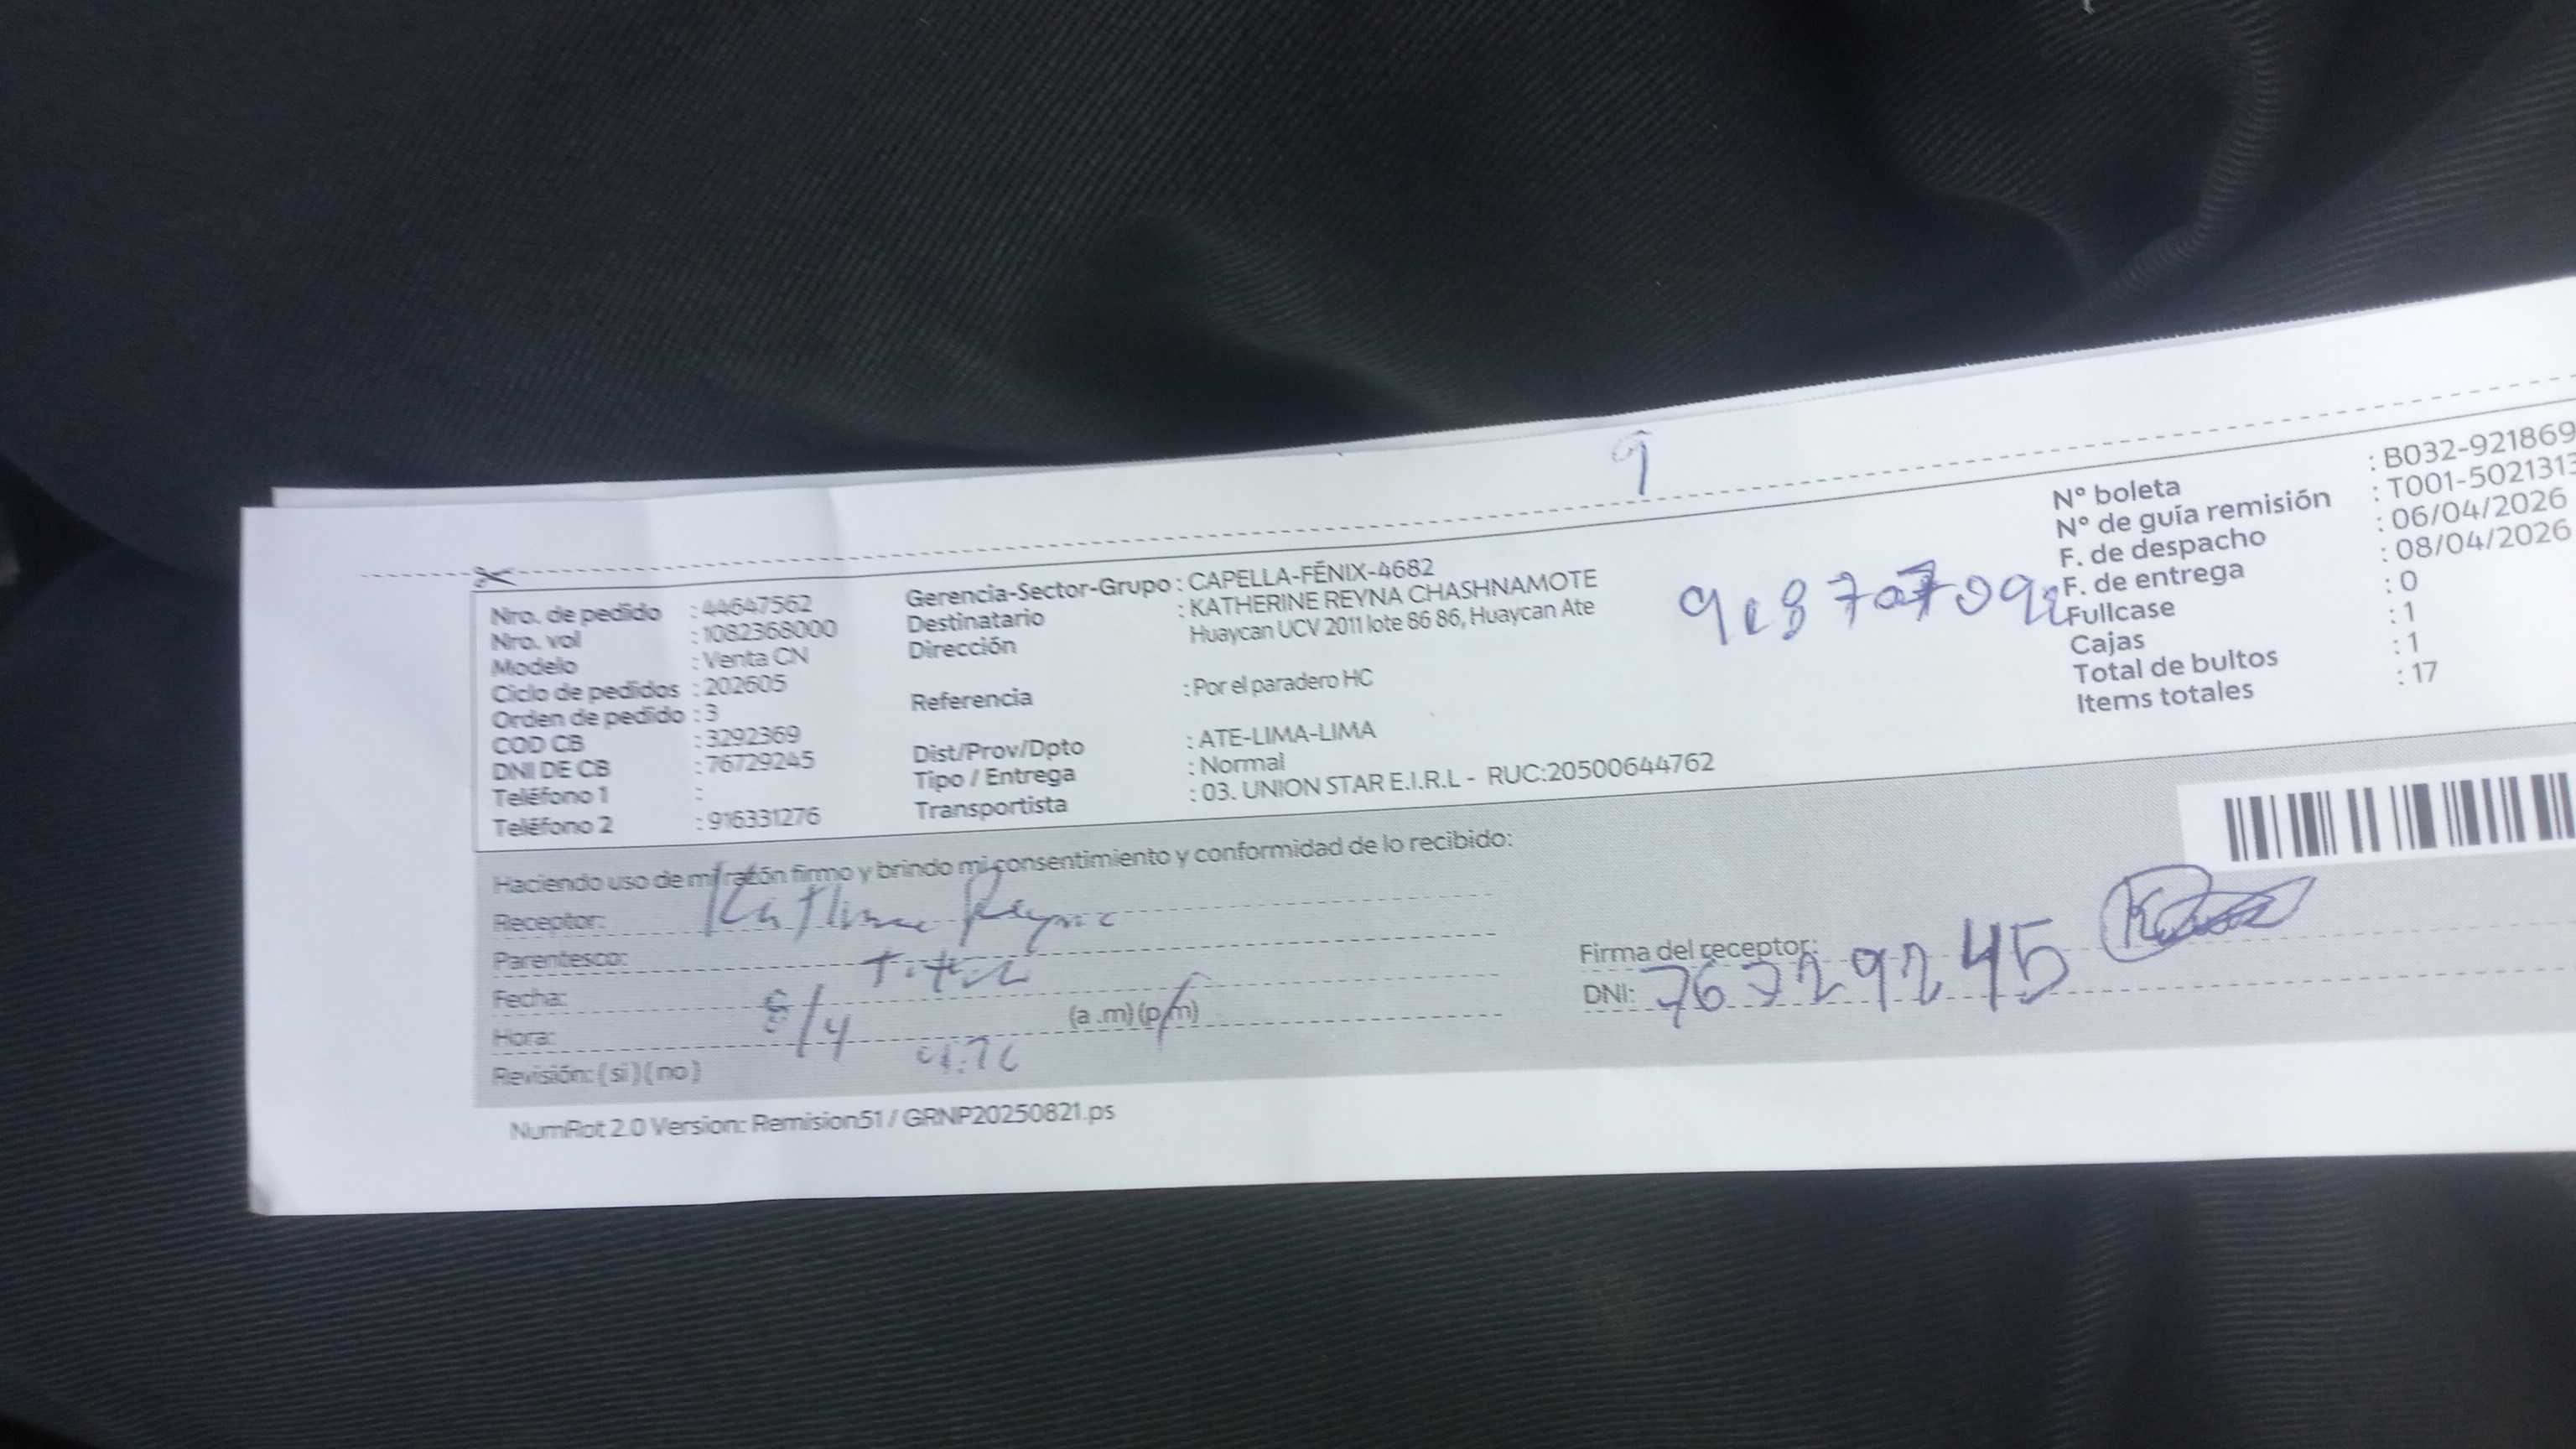 9
Nro. de pedido : 44647562
Nro. vol : 1082368000
Modelo : Venta CN
Ciclo de pedidos : 202605
Orden de pedido : 3
COD CB : 3292369
DNI DE CB : 76729245
Teléfono 1 :
Teléfono 2 : 916331276
Gerencia-Sector-Grupo : CAPELLA-FÉNIX-4682
Destinatario : KATHERINE REYNA CHASHNAMOTE
Dirección Huaycan UCV 2011 lote 86 86, Huaycan Ate
Referencia : Por el paradero HC
Dist/Prov/Dpto : ATE-LIMA-LIMA
Tipo / Entrega : Normal
Transportista : 03. UNION STAR E.I.R.L - RUC:20500644762
N° boleta : B032-921869
N° de guía remisión : T001-5021313
F. de despacho : 06/04/2026
F. de entrega : 08/04/2026
Fullcase : 0
Cajas : 1
Total de bultos : 1
Items totales : 17
Haciendo uso de mi razón firmo y brindo mi consentimiento y conformidad de lo recibido:
Receptor: Katherine Reyna
Parentesco:
Fecha: 8/4
Hora: (a .m) (p.m)
Revisión: ( si ) ( no )
Firma del receptor:
DNI: 76729245
NumRot 2.0 Version: Remision51 / GRNP20250821.ps